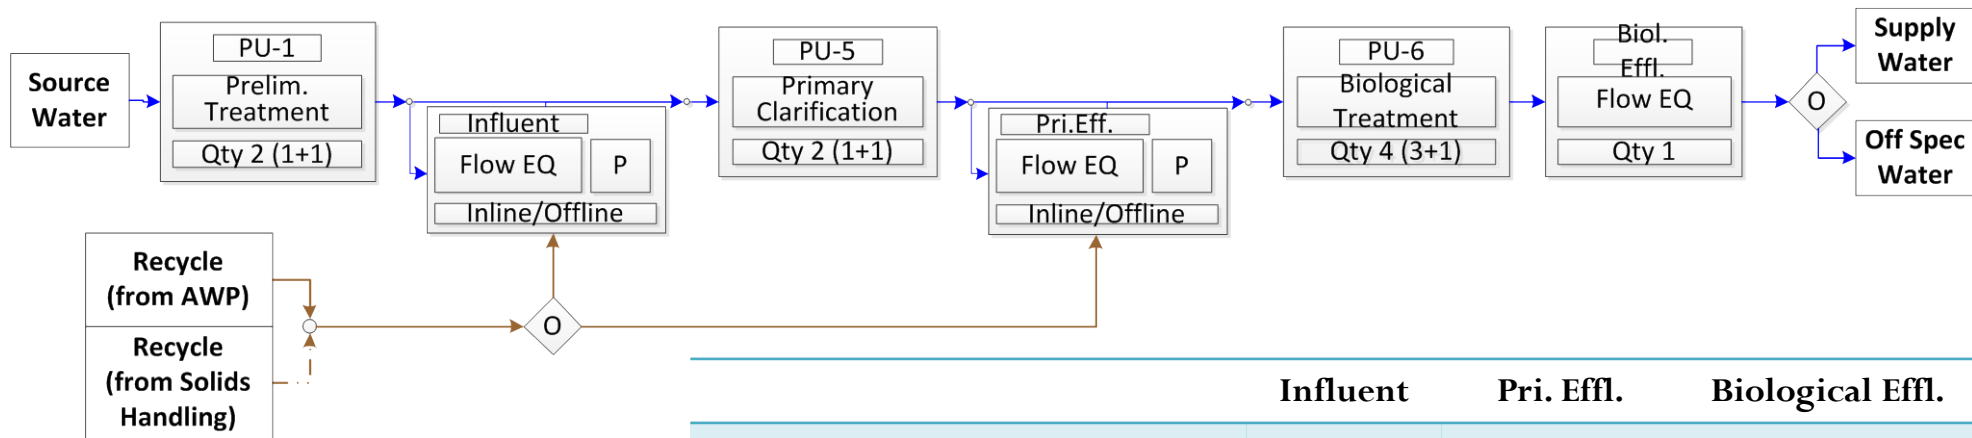 Source
Water
PU-1
Prelim.
Treatment
Qty 2 (1+1)
Influent
Flow EQ
P
Inline/Offline
PU-5
Primary
Clarification
Qty 2 (1+1)
Pri.Eff.
Flow EQ
P
Inline/Offline
PU-6
Biological
Treatment
Qty 4 (3+1)
Biol.
Effl.
Flow EQ
Qty 1
O
Supply
Water
Off Spec
Water
Recycle
(from AWP)
Recycle
(from Solids
Handling)
O
Influent Pri. Effl. Biological Effl.